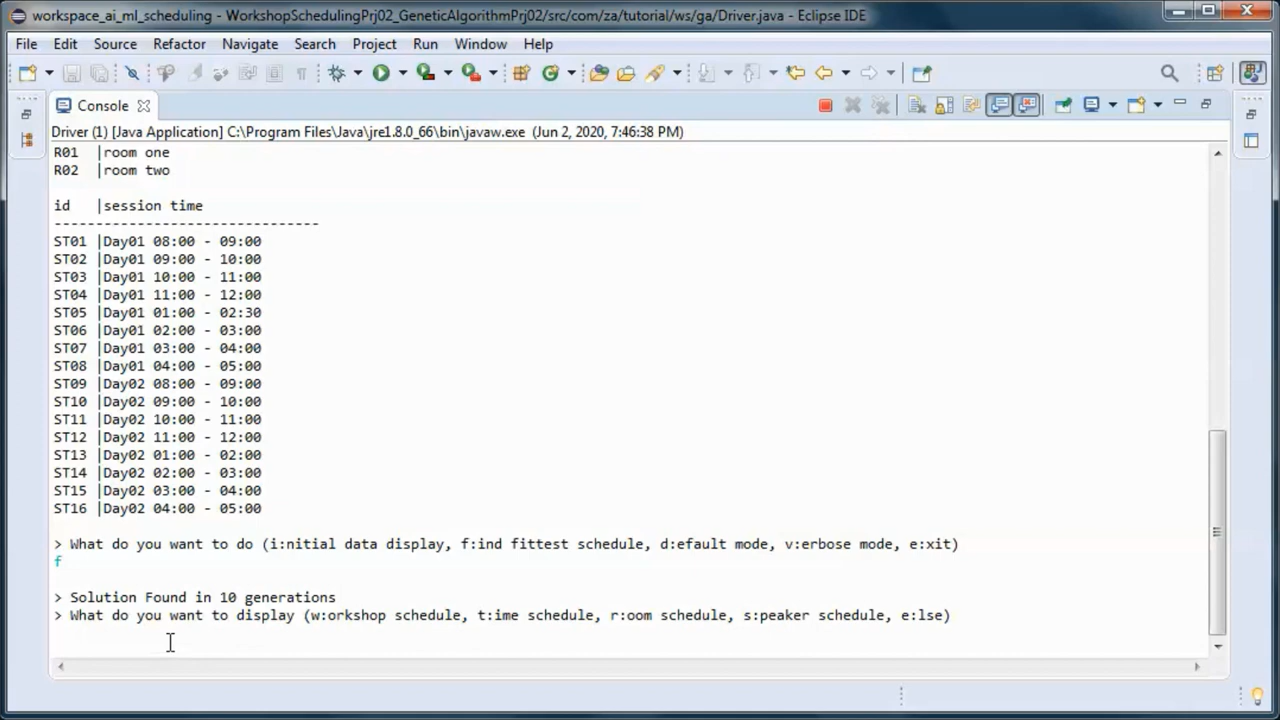 workspace_ai_ml_scheduling - WorkshopSchedulingPrj02_GeneticAlgorithmPrj02/src/com/za/tutorial/ws/ga/Driver.java - Eclipse IDE
File Edit Source Refactor Navigate Search Project Run Window Help
Console
Driver (1) [Java Application] C:\Program Files\Java\jre1.8.0_66\bin\javaw.exe (Jun 2, 2020, 7:46:38 PM)
R01 |room one
R02 |room two
id |session time
--------------------------------
ST01 |Day01 08:00 - 09:00
ST02 |Day01 09:00 - 10:00
ST03 |Day01 10:00 - 11:00
ST04 |Day01 11:00 - 12:00
ST05 |Day01 01:00 - 02:30
ST06 |Day01 02:00 - 03:00
ST07 |Day01 03:00 - 04:00
ST08 |Day01 04:00 - 05:00
ST09 |Day02 08:00 - 09:00
ST10 |Day02 09:00 - 10:00
ST11 |Day02 10:00 - 11:00
ST12 |Day02 11:00 - 12:00
ST13 |Day02 01:00 - 02:00
ST14 |Day02 02:00 - 03:00
ST15 |Day02 03:00 - 04:00
ST16 |Day02 04:00 - 05:00
> What do you want to do (i:nitial data display, f:ind fittest schedule, d:efault mode, v:erbose mode, e:xit)
f
> Solution Found in 10 generations
> What do you want to display (w:orkshop schedule, t:ime schedule, r:oom schedule, s:peaker schedule, e:lse)